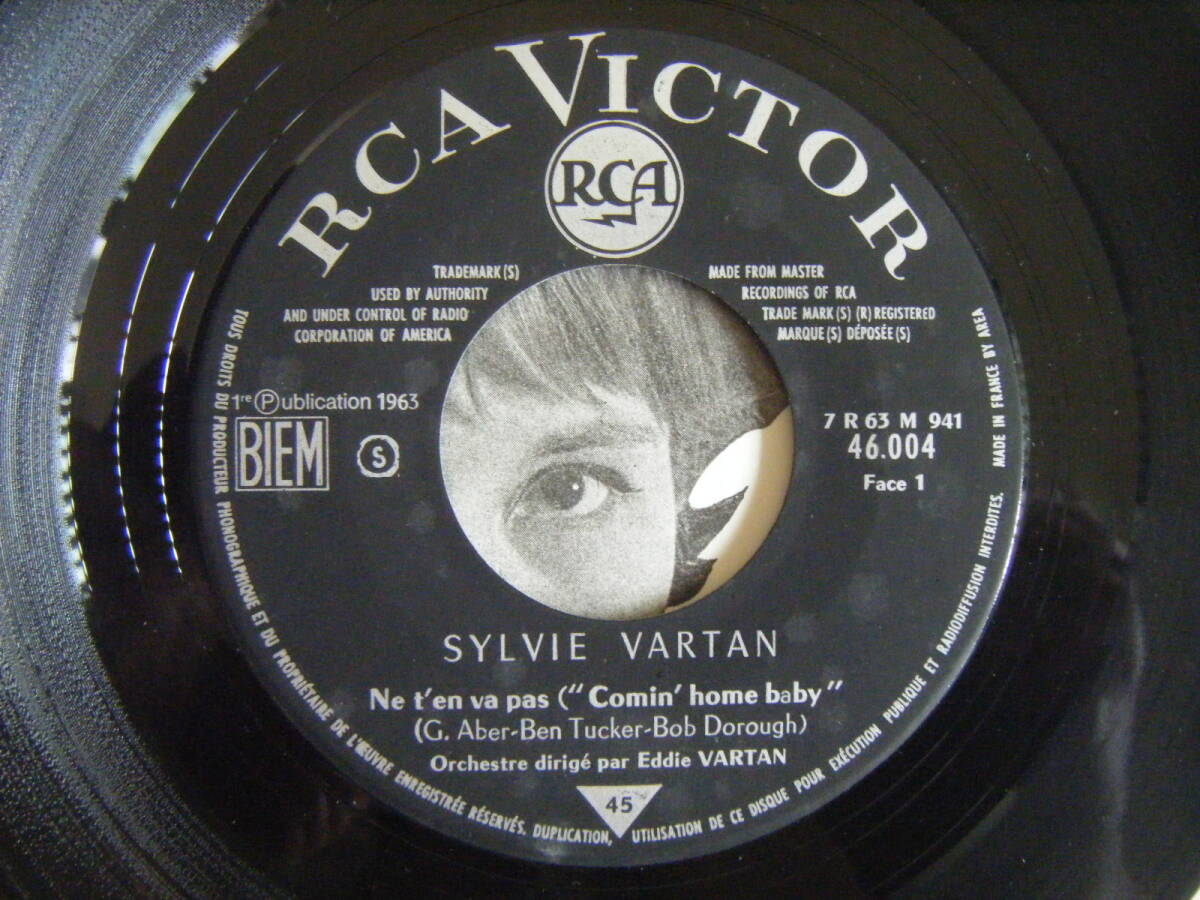 RCA VICTOR
RCA
TRADEMARK(S)
USED BY AUTHORITY
AND UNDER CONTROL OF RADIO
CORPORATION OF AMERICA
MADE FROM MASTER
RECORDINGS OF RCA
TRADE MARK(S) (R) REGISTERED
MARQUE(S) DÉPOSÉE(S)
1re Ⓟublication 1963
BIEM
S
7 R 63 M 941
46.004
Face 1
SYLVIE VARTAN
Ne t'en va pas ("Comin' home baby"
(G. Aber-Ben Tucker-Bob Dorough)
Orchestre dirigé par Eddie VARTAN
45
TOUS DROITS DU PRODUCTEUR PHONOGRAPHIQUE ET DU PROPRIÉTAIRE DE L'ŒUVRE ENREGISTRÉE RÉSERVÉS. DUPLICATION, UTILISATION DE CE DISQUE POUR EXÉCUTION PUBLIQUE ET RADIODIFFUSION INTERDITES. MADE IN FRANCE BY AREA